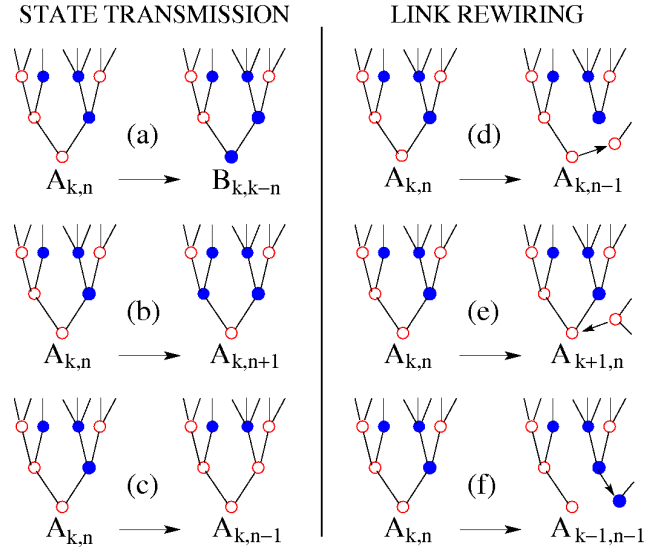 STATE TRANSMISSION
LINK REWIRING
(a)
A_{k,n} → B_{k,k−n}
(d)
A_{k,n} → A_{k,n−1}
(b)
A_{k,n} → A_{k,n+1}
(e)
A_{k,n} → A_{k+1,n}
(c)
A_{k,n} → A_{k,n−1}
(f)
A_{k,n} → A_{k−1,n−1}